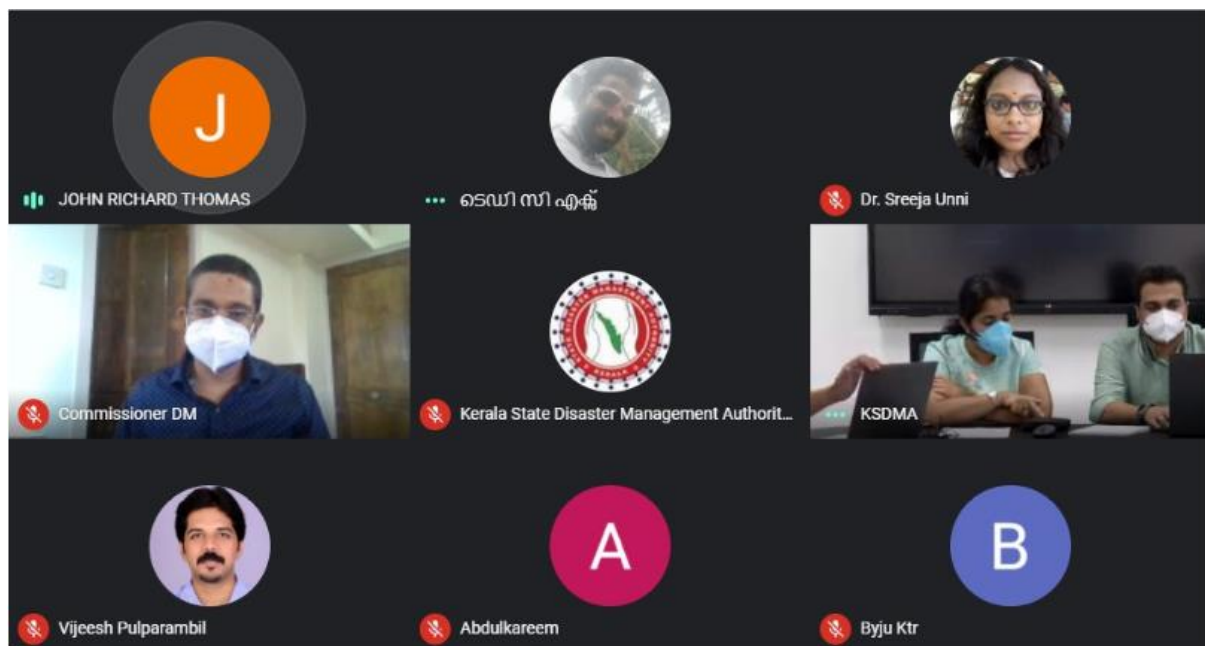 J
JOHN RICHARD THOMAS
ടെഡി സി എക്സ്
Dr. Sreeja Unni
Commissioner DM
Kerala State Disaster Management Authorit...
KSDMA
Vijeesh Pulparambil
A
Abdulkareem
B
Byju Ktr